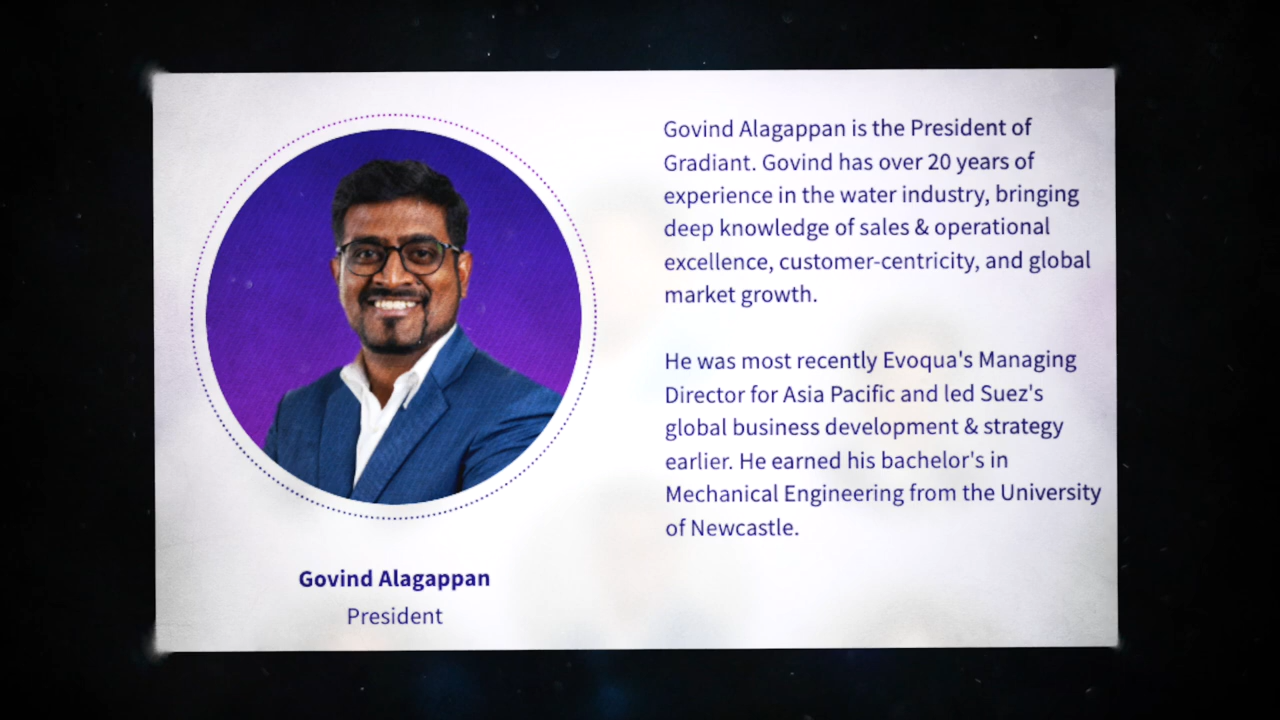 Govind Alagappan is the President of
Gradiant. Govind has over 20 years of
experience in the water industry, bringing
deep knowledge of sales & operational
excellence, customer-centricity, and global
market growth.
He was most recently Evoqua's Managing
Director for Asia Pacific and led Suez's
global business development & strategy
earlier. He earned his bachelor's in
Mechanical Engineering from the University
of Newcastle.
Govind Alagappan
President